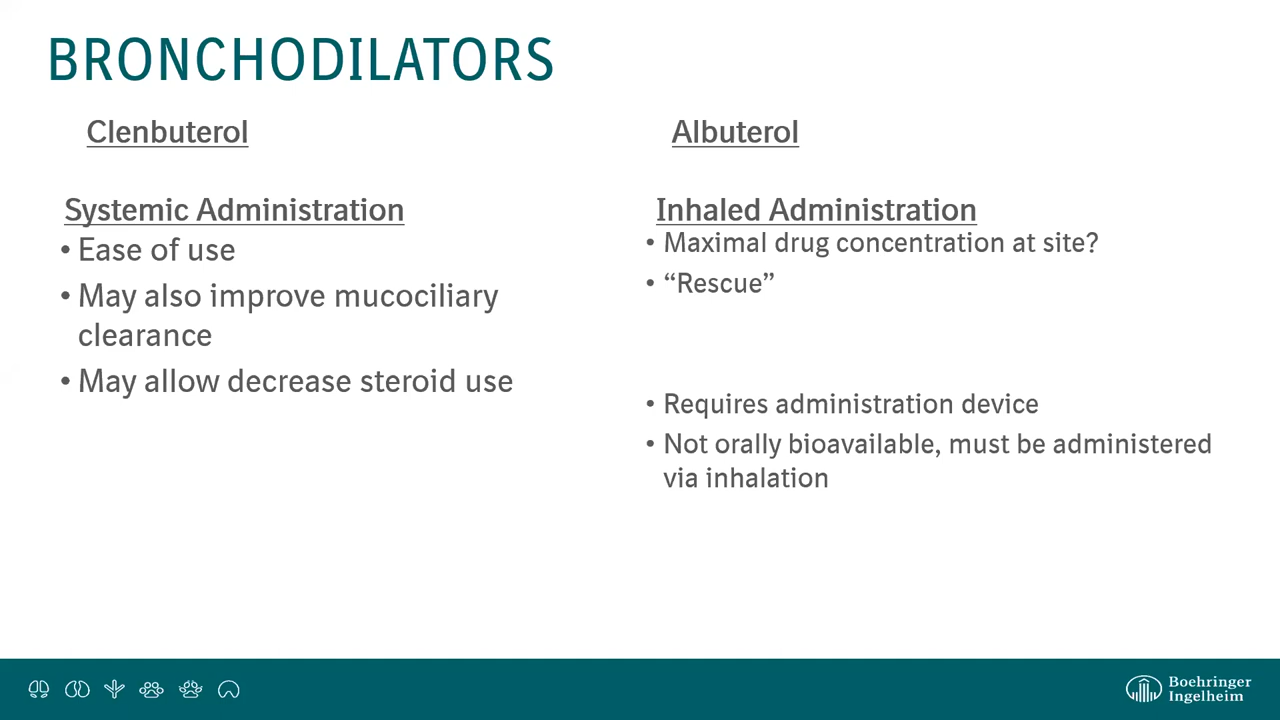 BRONCHODILATORS
Clenbuterol
Systemic Administration
• Ease of use
• May also improve mucociliary
clearance
• May allow decrease steroid use
Albuterol
Inhaled Administration
• Maximal drug concentration at site?
• “Rescue”
• Requires administration device
• Not orally bioavailable, must be administered
via inhalation
Boehringer
Ingelheim